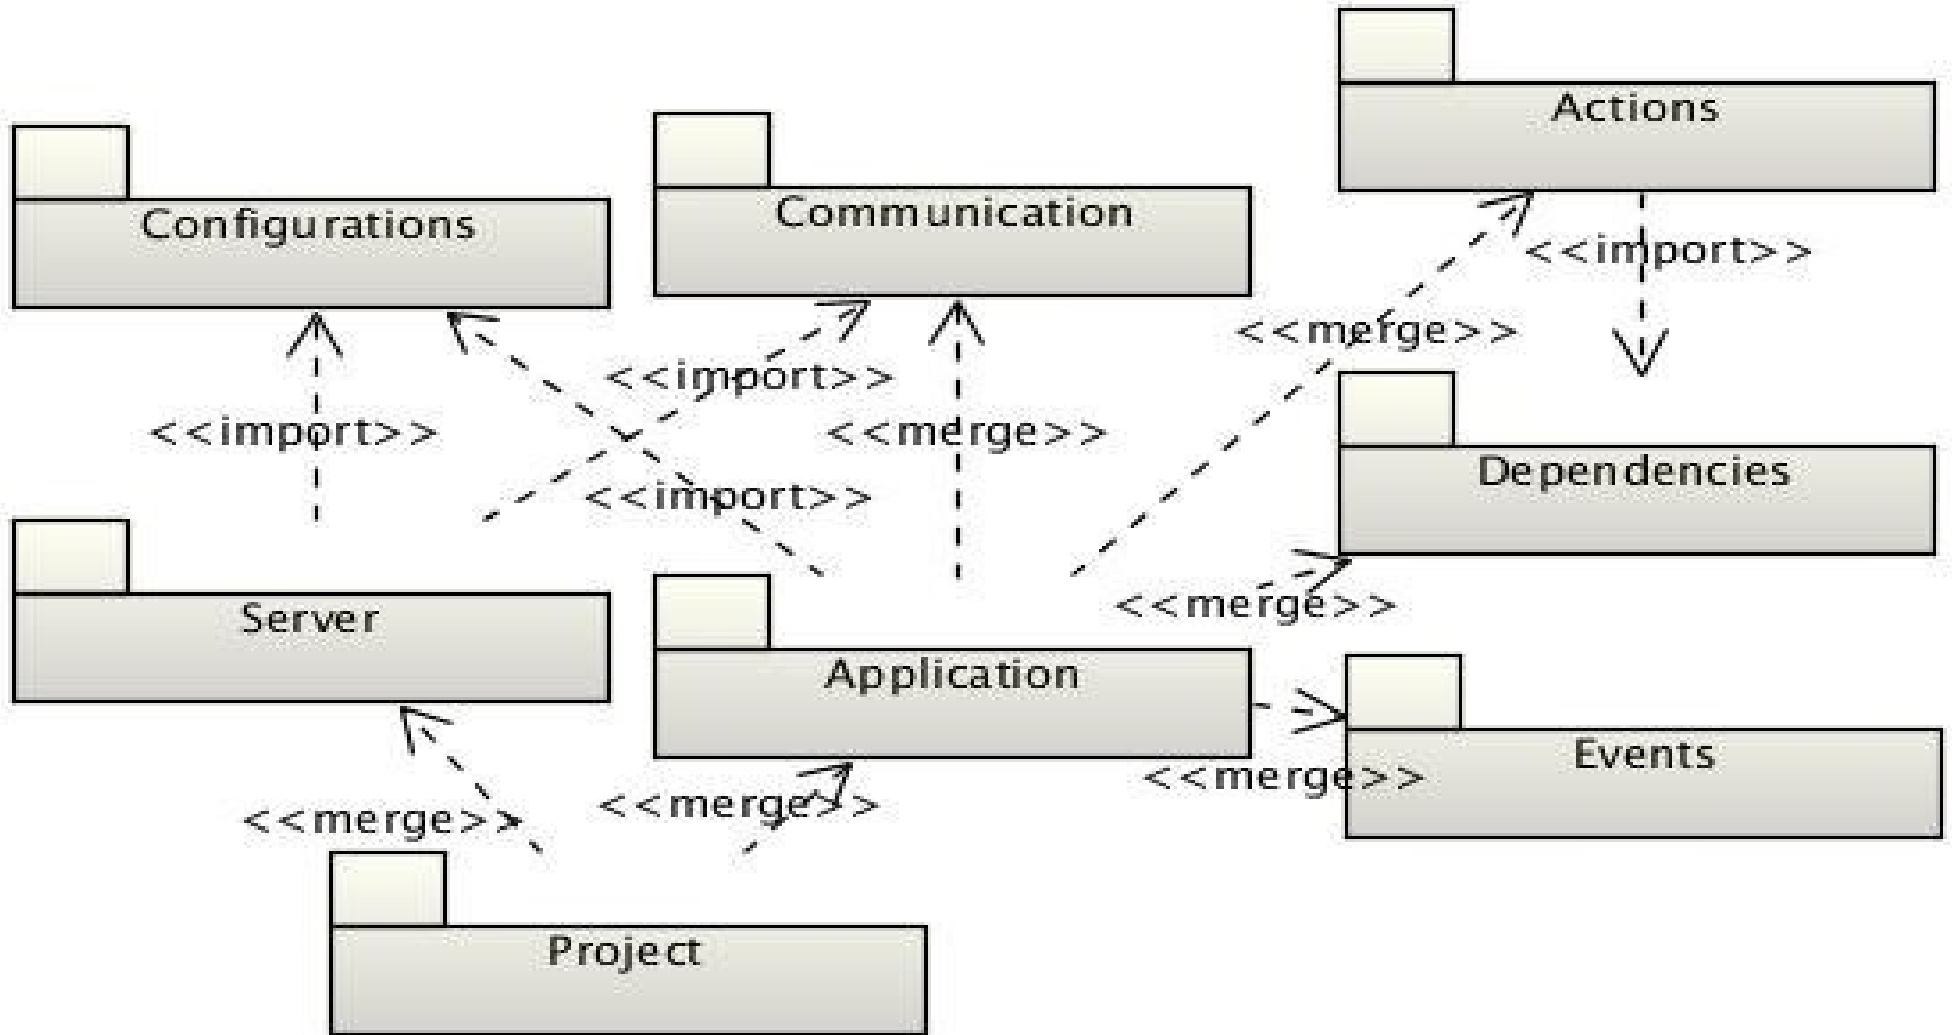 Actions
Configurations
Communication
<<import>>
<<merge>>
<<import>>
<<import>>
<<merge>>
Dependencies
<<import>>
<<merge>>
Server
Application
Events
<<merge>>
<<merge>>
<<merge>>
Project